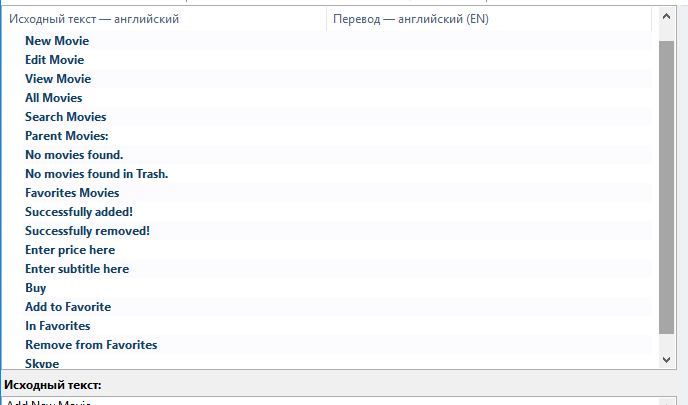 Исходный текст — английский Перевод — английский (EN)
New Movie
Edit Movie
View Movie
All Movies
Search Movies
Parent Movies:
No movies found.
No movies found in Trash.
Favorites Movies
Successfully added!
Successfully removed!
Enter price here
Enter subtitle here
Buy
Add to Favorite
In Favorites
Remove from Favorites
Skype
Исходный текст:
Add New Movie